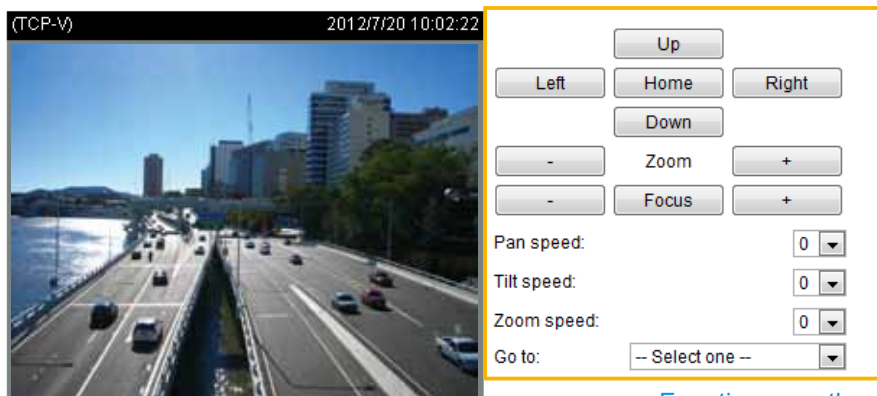 (TCP-V) 2012/7/20 10:02:22
Up
Left Home Right
Down
- Zoom +
- Focus +
Pan speed: 0
Tilt speed: 0
Zoom speed: 0
Go to: -- Select one --